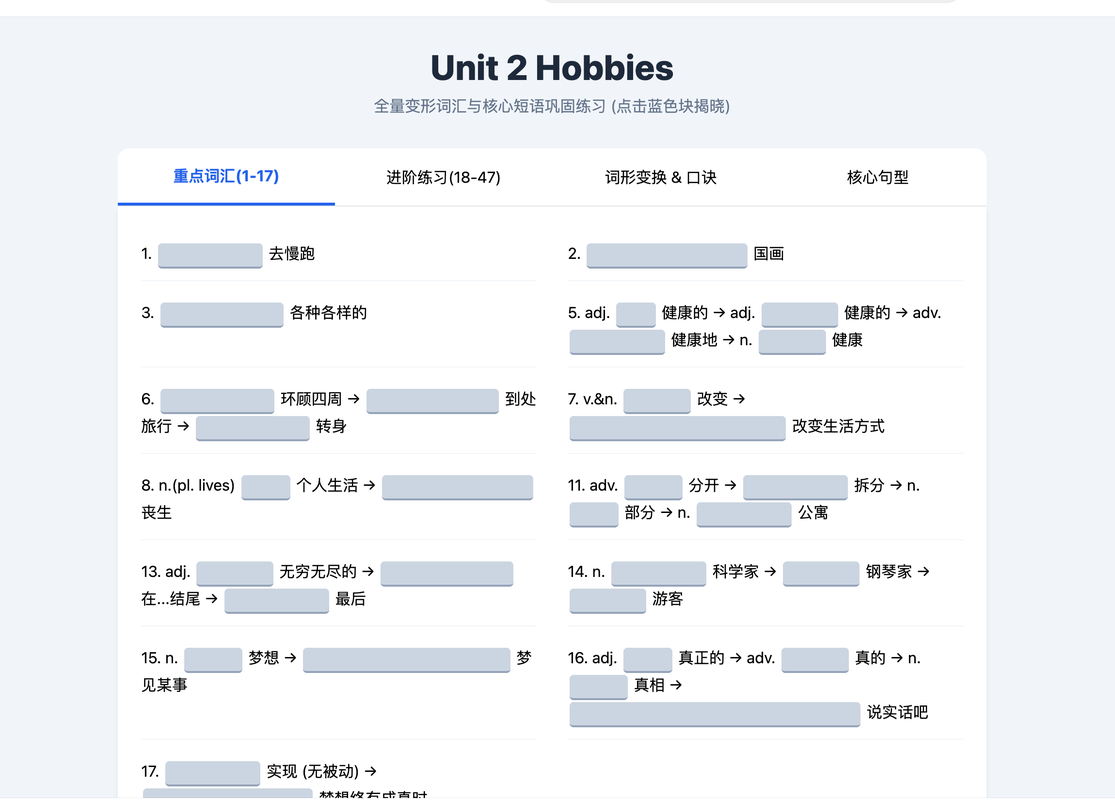 Unit 2 Hobbies
全量变形词汇与核心短语巩固练习 (点击蓝色块揭晓)
重点词汇(1-17)
进阶练习(18-47)
词形变换 & 口诀
核心句型
1. 去慢跑
2. 国画
3. 各种各样的
5. adj. 健康的 → adj. 健康的 → adv.
健康地 → n. 健康
6. 环顾四周 → 到处
旅行 → 转身
7. v.&n. 改变 →
改变生活方式
8. n.(pl. lives) 个人生活 →
丧生
11. adv. 分开 → 拆分 → n.
部分 → n. 公寓
13. adj. 无穷无尽的 →
在...结尾 → 最后
14. n. 科学家 → 钢琴家 →
游客
15. n. 梦想 → 梦
见某事
16. adj. 真正的 → adv. 真的 → n.
真相 →
说实话吧
17. 实现 (无被动) →
梦想终有成真时